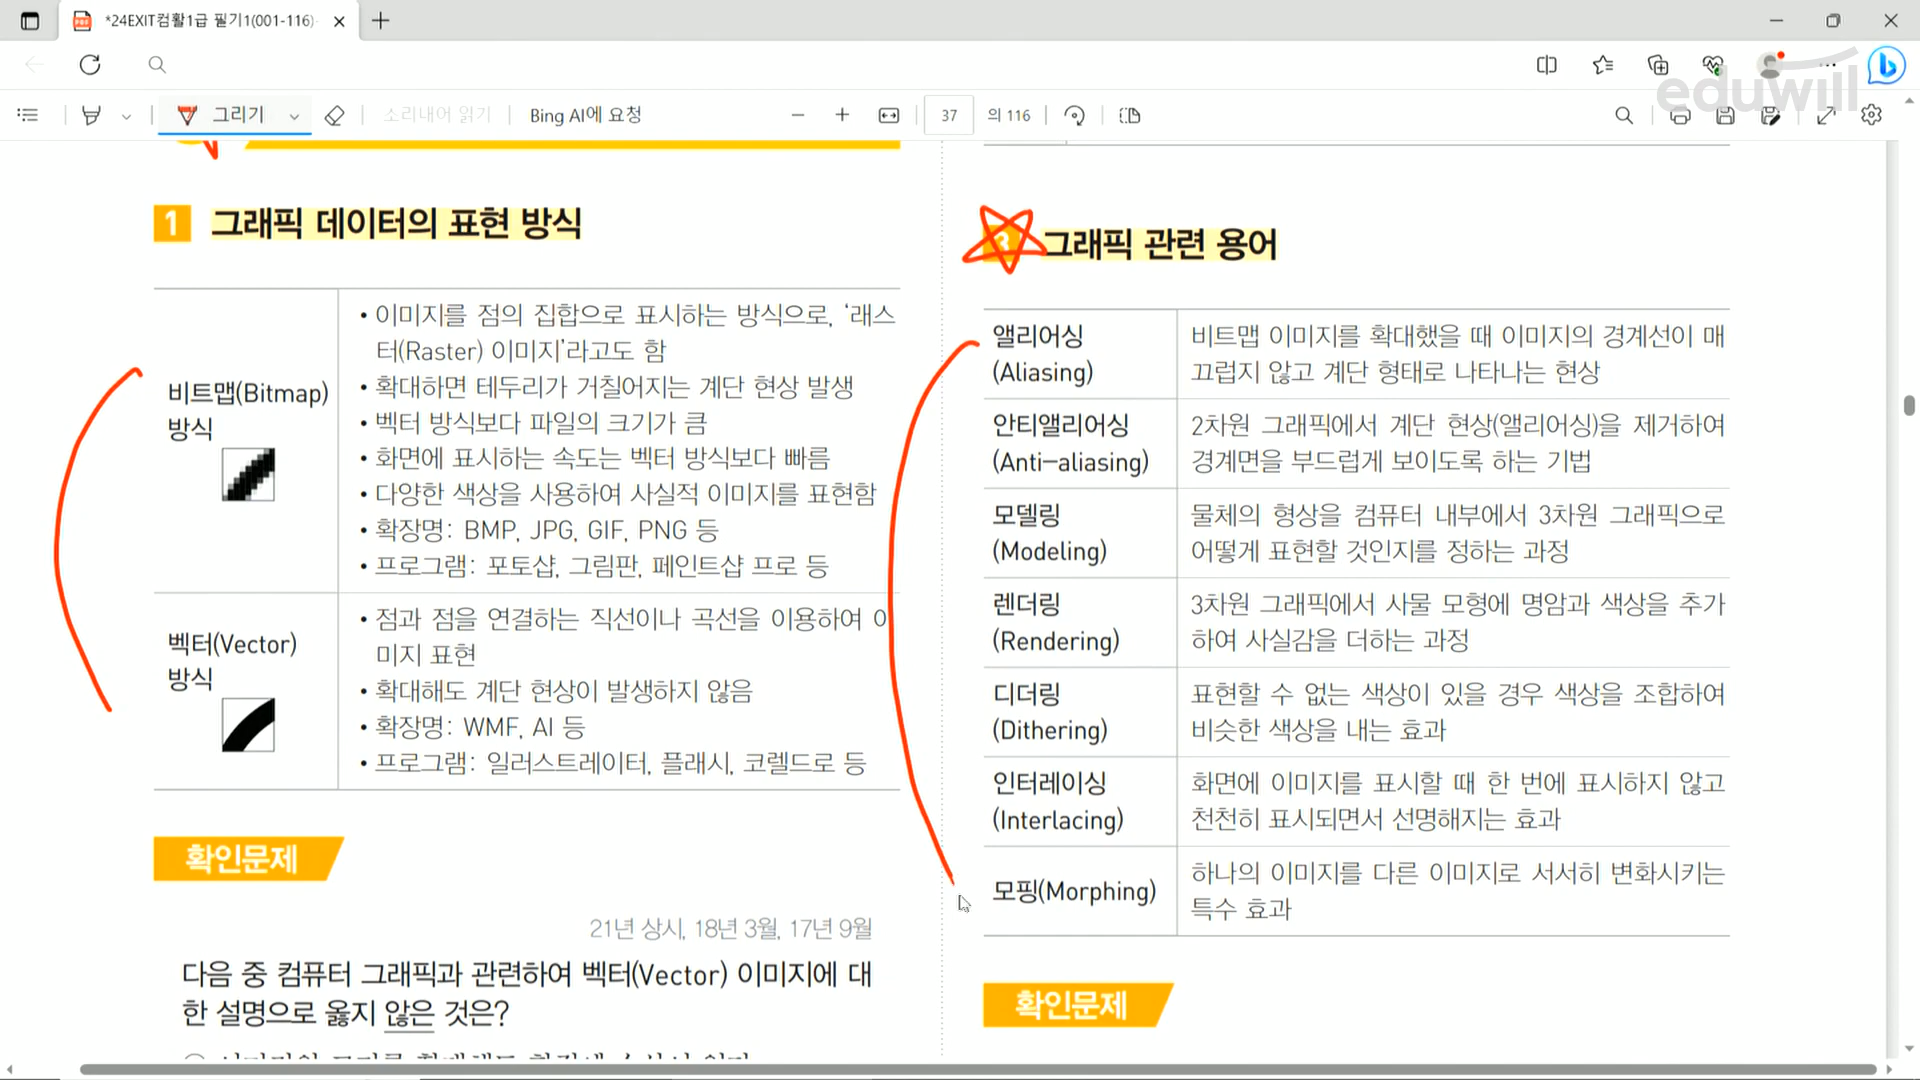 *24EXIT컴활1급 필기1(001-116)
eduwill
그리기
소리내어 읽기
Bing AI에 요청
37
의 116
1 그래픽 데이터의 표현 방식
비트맵(Bitmap)
방식
• 이미지를 점의 집합으로 표시하는 방식으로, ‘래스
터(Raster) 이미지’라고도 함
• 확대하면 테두리가 거칠어지는 계단 현상 발생
• 벡터 방식보다 파일의 크기가 큼
• 화면에 표시하는 속도는 벡터 방식보다 빠름
• 다양한 색상을 사용하여 사실적 이미지를 표현함
• 확장명: BMP, JPG, GIF, PNG 등
• 프로그램: 포토샵, 그림판, 페인트샵 프로 등
벡터(Vector)
방식
• 점과 점을 연결하는 직선이나 곡선을 이용하여 이
미지 표현
• 확대해도 계단 현상이 발생하지 않음
• 확장명: WMF, AI 등
• 프로그램: 일러스트레이터, 플래시, 코렐드로 등
확인문제
21년 상시, 18년 3월, 17년 9월
다음 중 컴퓨터 그래픽과 관련하여 벡터(Vector) 이미지에 대
한 설명으로 옳지 않은 것은?
3 그래픽 관련 용어
앨리어싱
(Aliasing)
비트맵 이미지를 확대했을 때 이미지의 경계선이 매
끄럽지 않고 계단 형태로 나타나는 현상
안티앨리어싱
(Anti-aliasing)
2차원 그래픽에서 계단 현상(앨리어싱)을 제거하여
경계면을 부드럽게 보이도록 하는 기법
모델링
(Modeling)
물체의 형상을 컴퓨터 내부에서 3차원 그래픽으로
어떻게 표현할 것인지를 정하는 과정
렌더링
(Rendering)
3차원 그래픽에서 사물 모형에 명암과 색상을 추가
하여 사실감을 더하는 과정
디더링
(Dithering)
표현할 수 없는 색상이 있을 경우 색상을 조합하여
비슷한 색상을 내는 효과
인터레이싱
(Interlacing)
화면에 이미지를 표시할 때 한 번에 표시하지 않고
천천히 표시되면서 선명해지는 효과
모핑(Morphing)
하나의 이미지를 다른 이미지로 서서히 변화시키는
특수 효과
확인문제